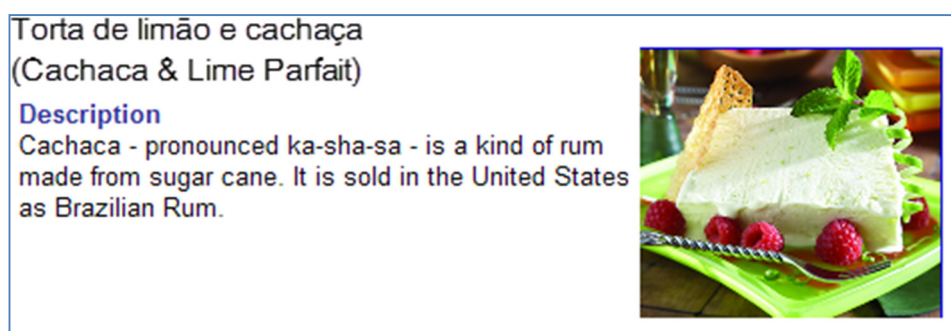 Torta de limão e cachaça
(Cachaca & Lime Parfait)
Description
Cachaca - pronounced ka-sha-sa - is a kind of rum
made from sugar cane. It is sold in the United States
as Brazilian Rum.